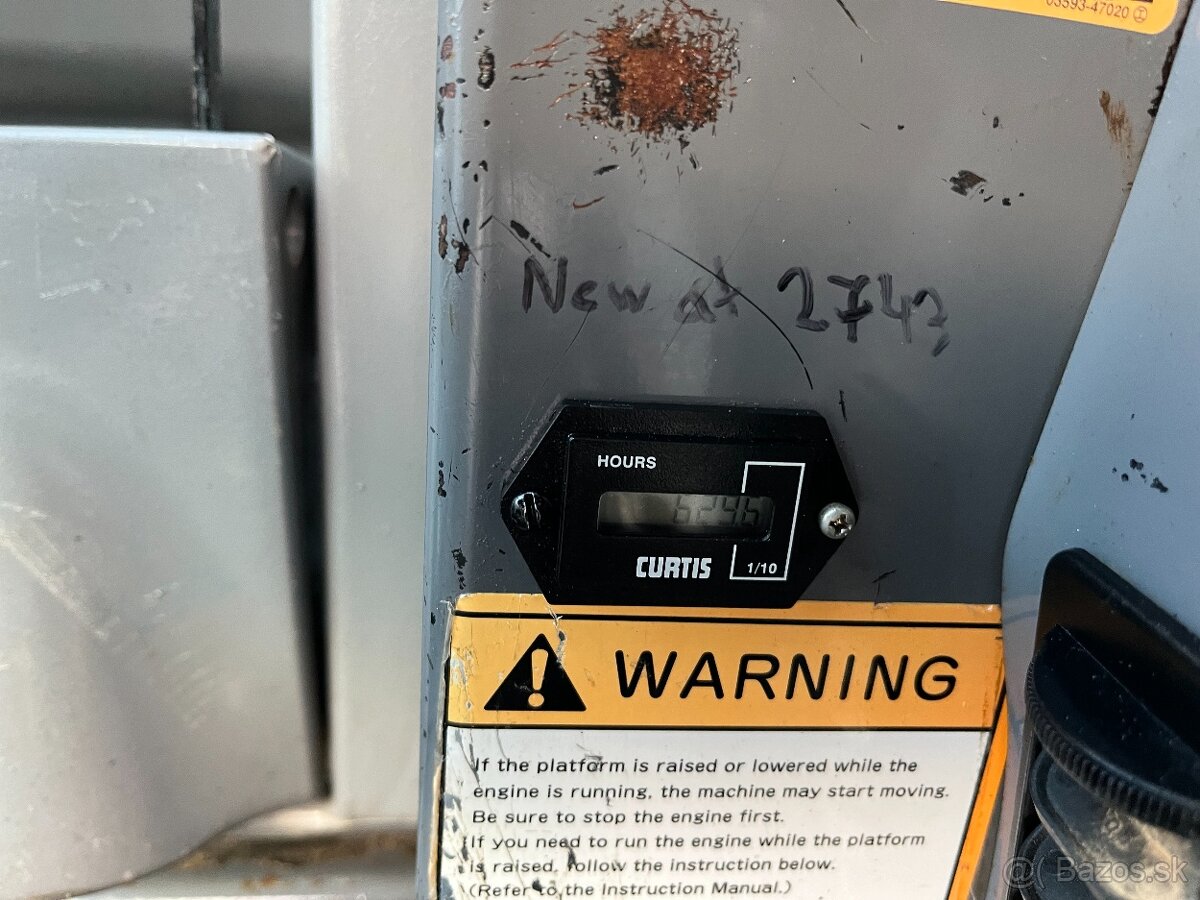 03593-47020
New at 2743
HOURS
6246
CURTIS
1/10
WARNING
If the platform is raised or lowered while the
engine is running, the machine may start moving.
Be sure to stop the engine first.
If you need to run the engine while the platform
is raised, follow the instruction below.
(Refer to the Instruction Manual.)
@( Bazos.sk